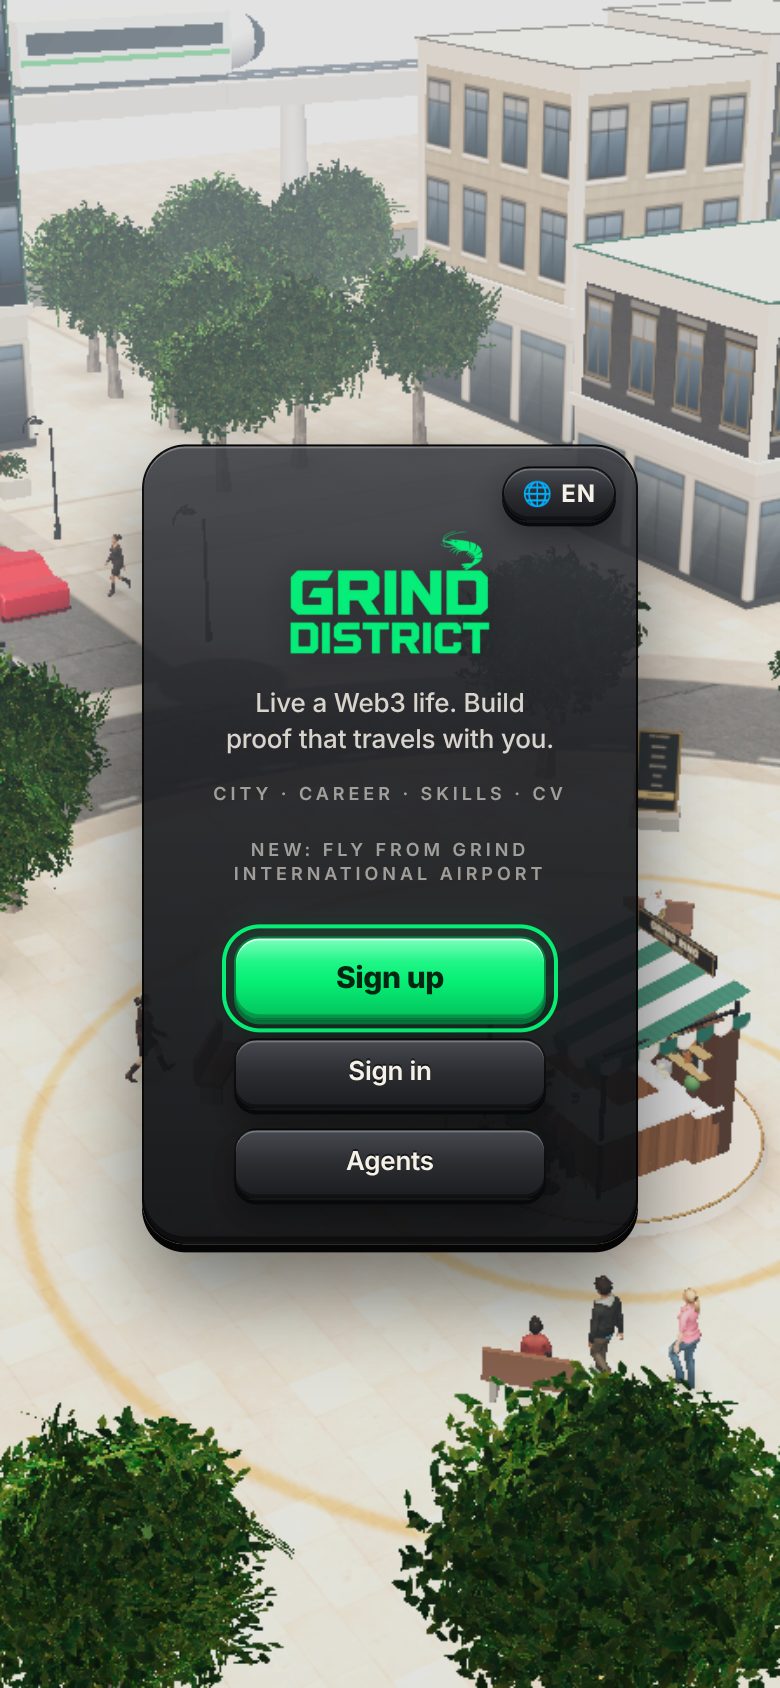 EN
GRIND
DISTRICT
Live a Web3 life. Build
proof that travels with you.
CITY · CAREER · SKILLS · CV
NEW: FLY FROM GRIND
INTERNATIONAL AIRPORT
Sign up
Sign in
Agents